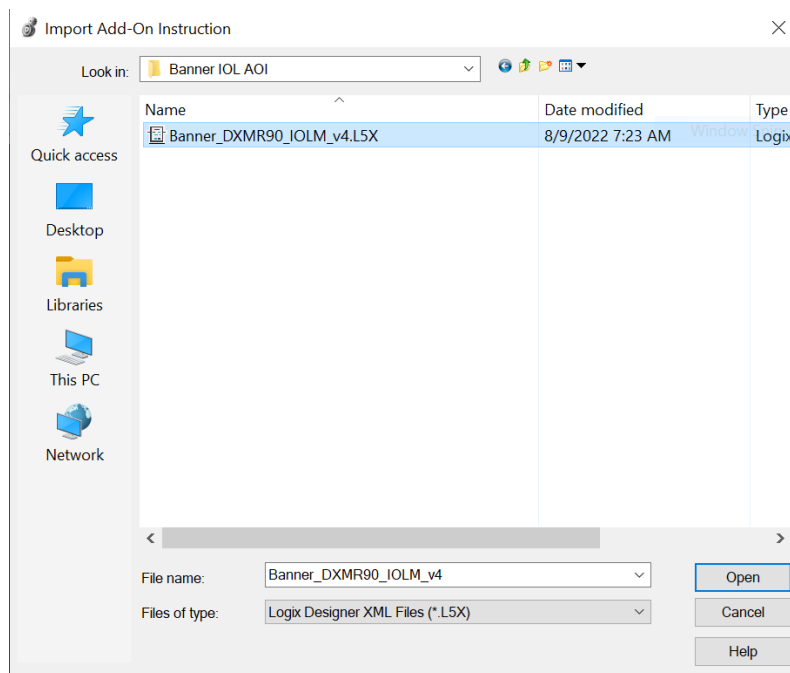 Import Add-On Instruction
Look in: Banner IOL AOI
Name Date modified Type
Banner_DXMR90_IOLM_v4.L5X 8/9/2022 7:23 AM Logix
Quick access
Desktop
Libraries
This PC
Network
File name: Banner_DXMR90_IOLM_v4 Open
Files of type: Logix Designer XML Files (*.L5X) Cancel
Help